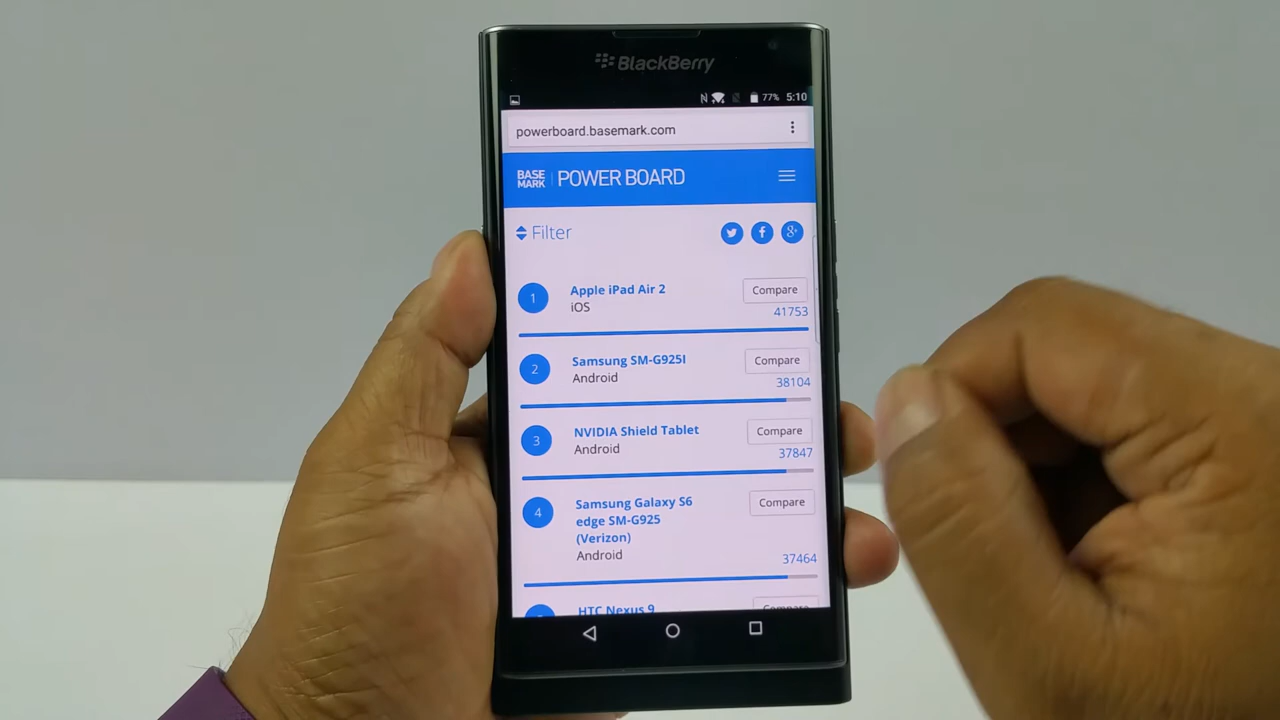 BlackBerry
77% 5:10
powerboard.basemark.com
BASE
MARK
POWER BOARD
Filter
f
g+
1
Apple iPad Air 2
iOS
Compare
41753
2
Samsung SM-G925I
Android
Compare
38104
3
NVIDIA Shield Tablet
Android
Compare
37847
4
Samsung Galaxy S6
edge SM-G925
(Verizon)
Android
Compare
37464
HTC Nexus 9
Compare